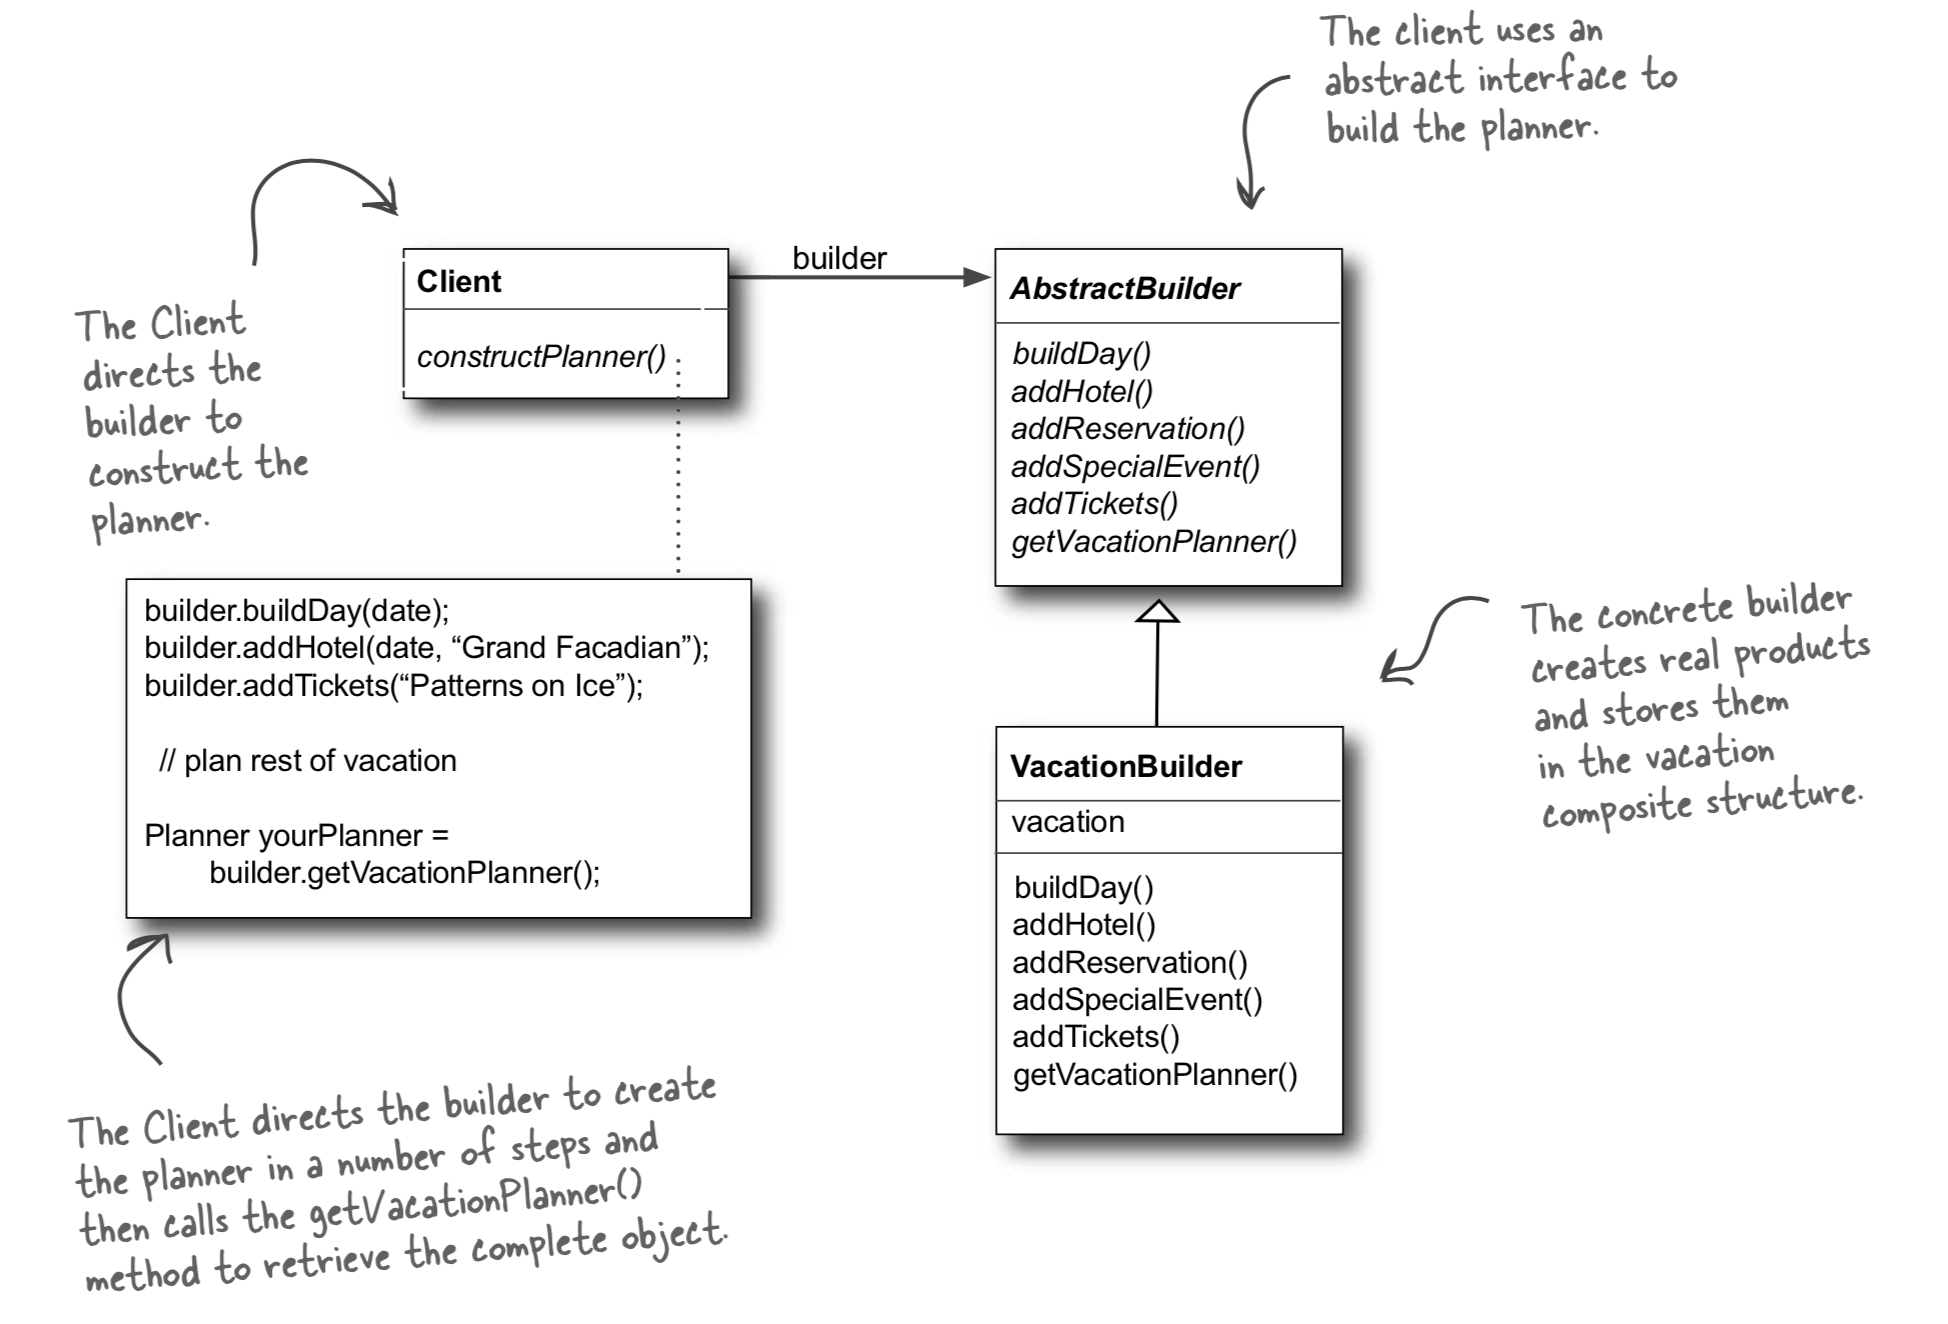 The client uses an
abstract interface to
build the planner.
The Client
directs the
builder to
construct the
planner.
Client
constructPlanner()
builder
AbstractBuilder
buildDay()
addHotel()
addReservation()
addSpecialEvent()
addTickets()
getVacationPlanner()
builder.buildDay(date);
builder.addHotel(date, “Grand Facadian”);
builder.addTickets(“Patterns on Ice”);
// plan rest of vacation
Planner yourPlanner =
builder.getVacationPlanner();
The concrete builder
creates real products
and stores them
in the vacation
composite structure.
VacationBuilder
vacation
buildDay()
addHotel()
addReservation()
addSpecialEvent()
addTickets()
getVacationPlanner()
The Client directs the builder to create
the planner in a number of steps and
then calls the getVacationPlanner()
method to retrieve the complete object.